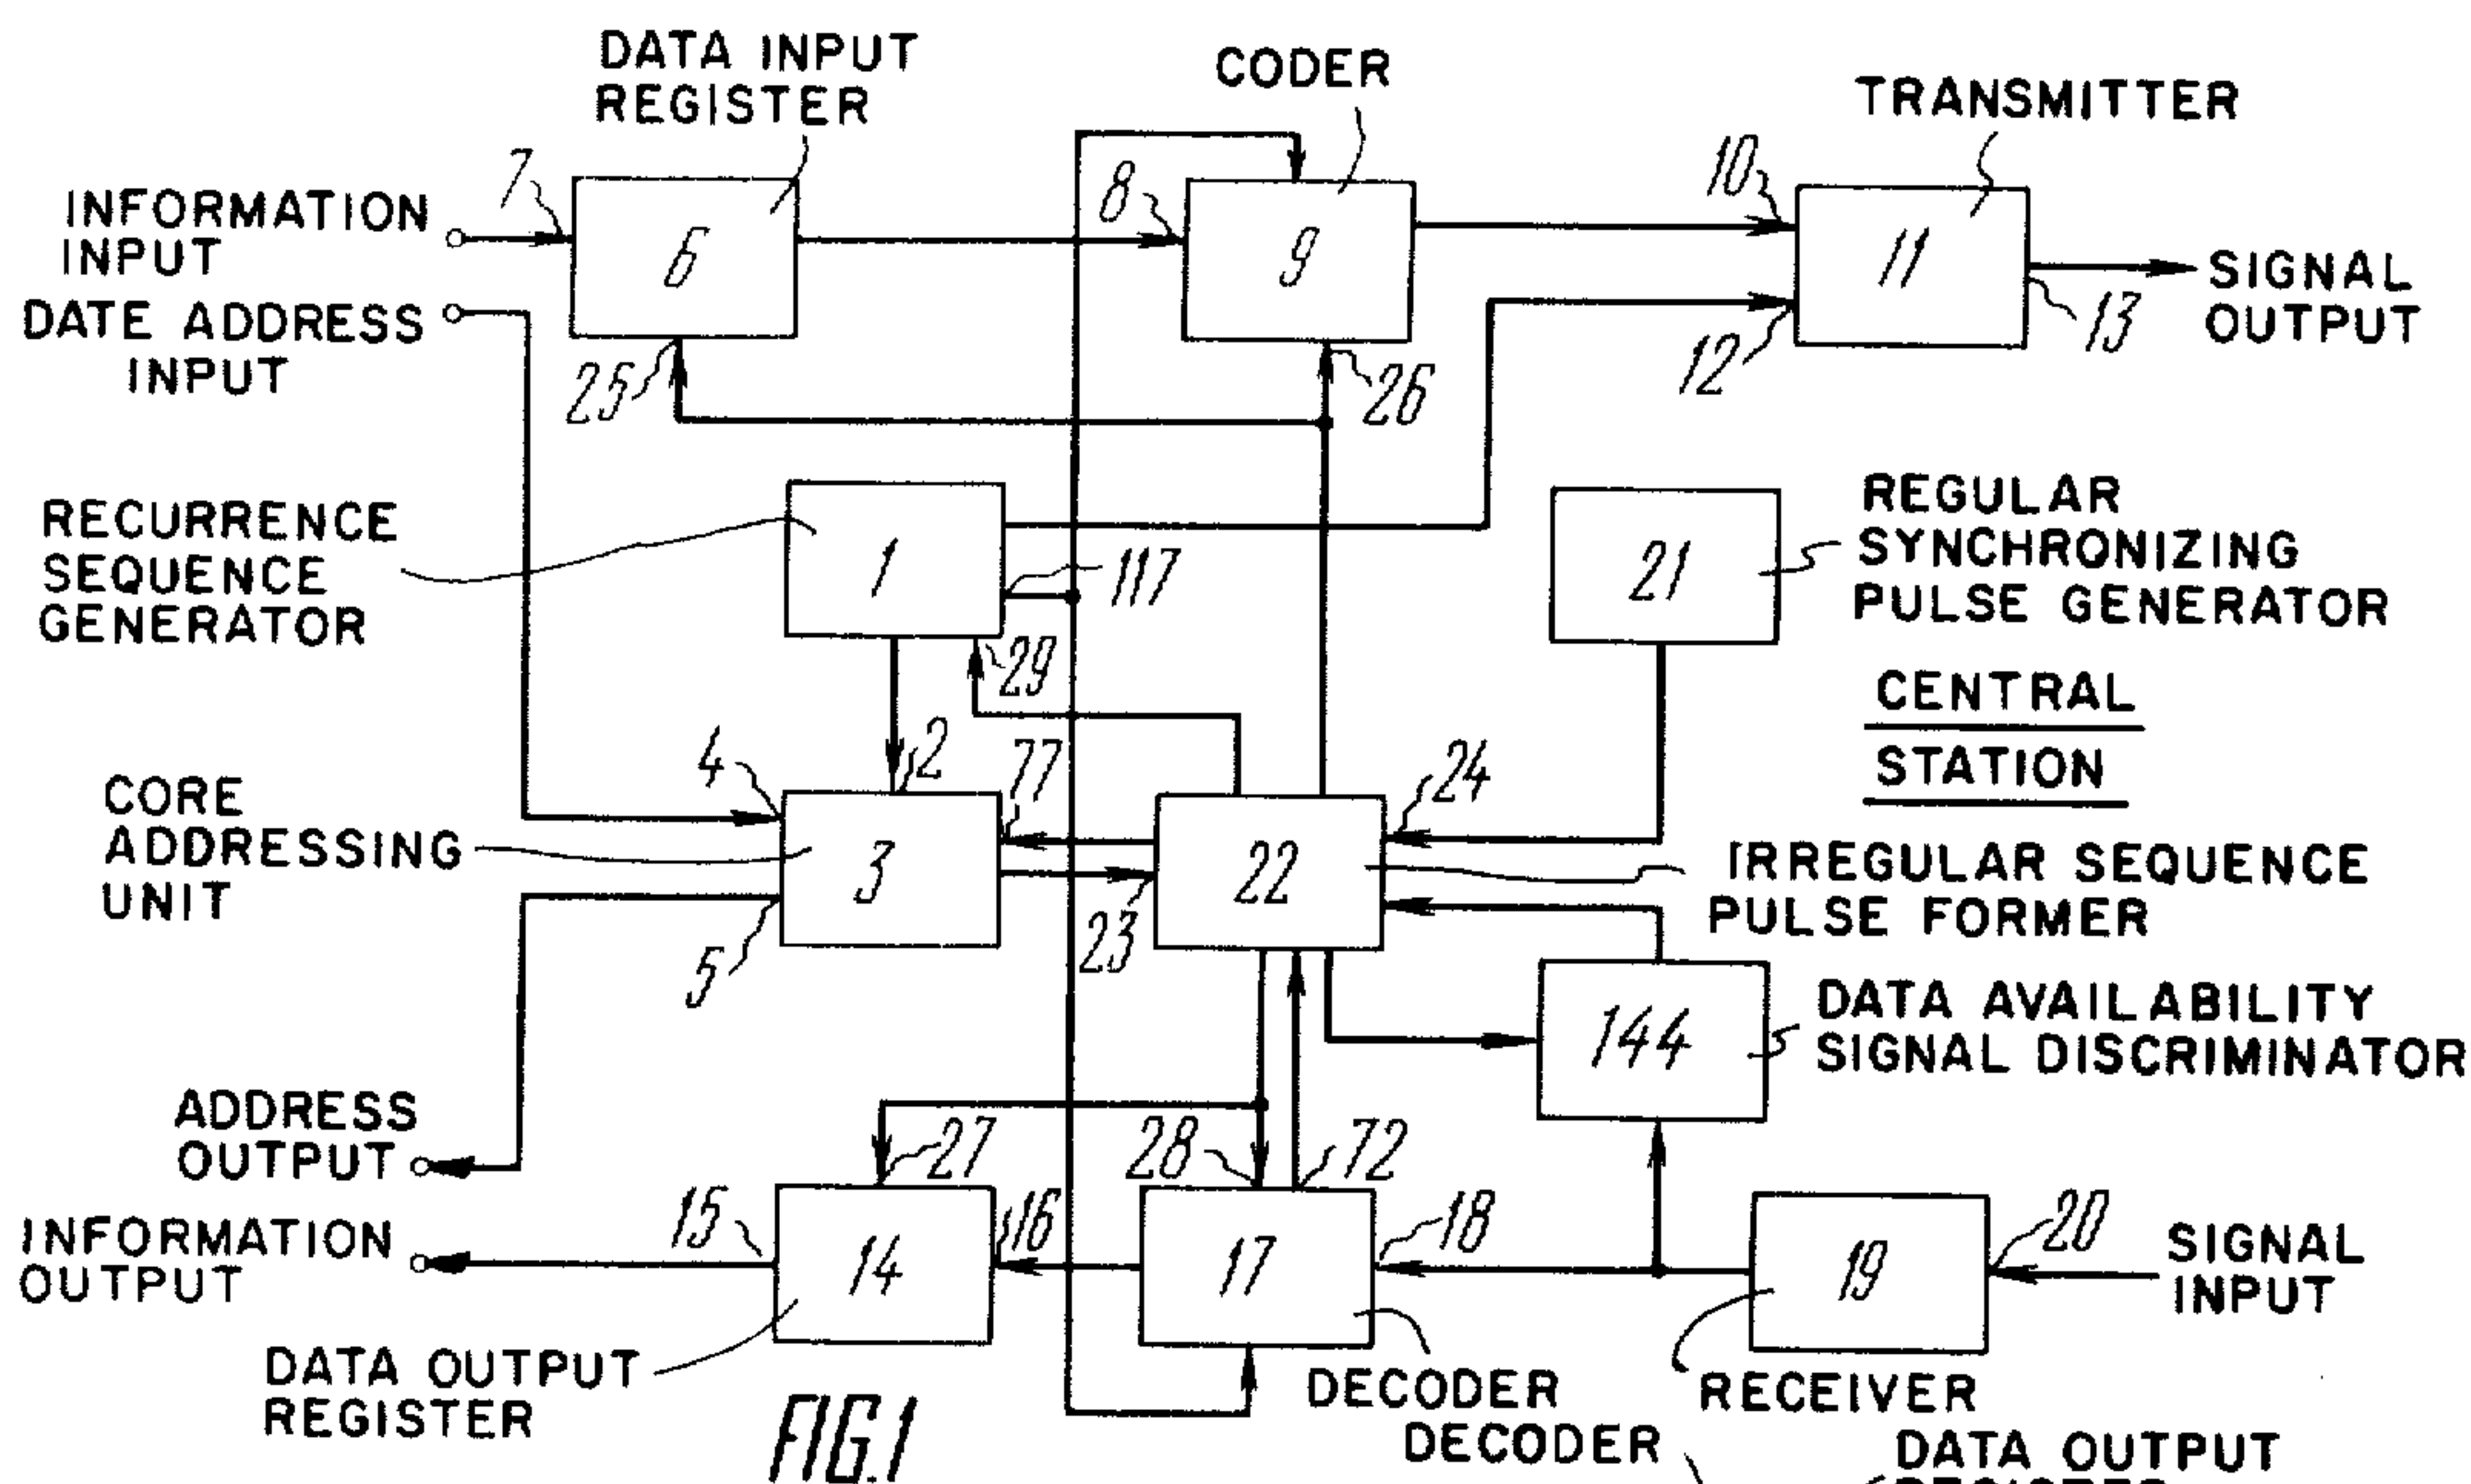 DATA INPUT
REGISTER
CODER
TRANSMITTER
INFORMATION
INPUT
7
6
8
9
10
11
12
13
SIGNAL
OUTPUT
DATE ADDRESS
INPUT
25
26
RECURRENCE
SEQUENCE
GENERATOR
1
117
29
21
REGULAR
SYNCHRONIZING
PULSE GENERATOR
CENTRAL
STATION
CORE
ADDRESSING
UNIT
4
2
77
3
5
23
22
24
IRREGULAR SEQUENCE
PULSE FORMER
144
DATA AVAILABILITY
SIGNAL DISCRIMINATOR
ADDRESS
OUTPUT
27
28
72
INFORMATION
OUTPUT
15
14
16
17
18
19
20
SIGNAL
INPUT
DATA OUTPUT
REGISTER
DECODER
RECEIVER
FIG.1
DECODER
DATA OUTPUT